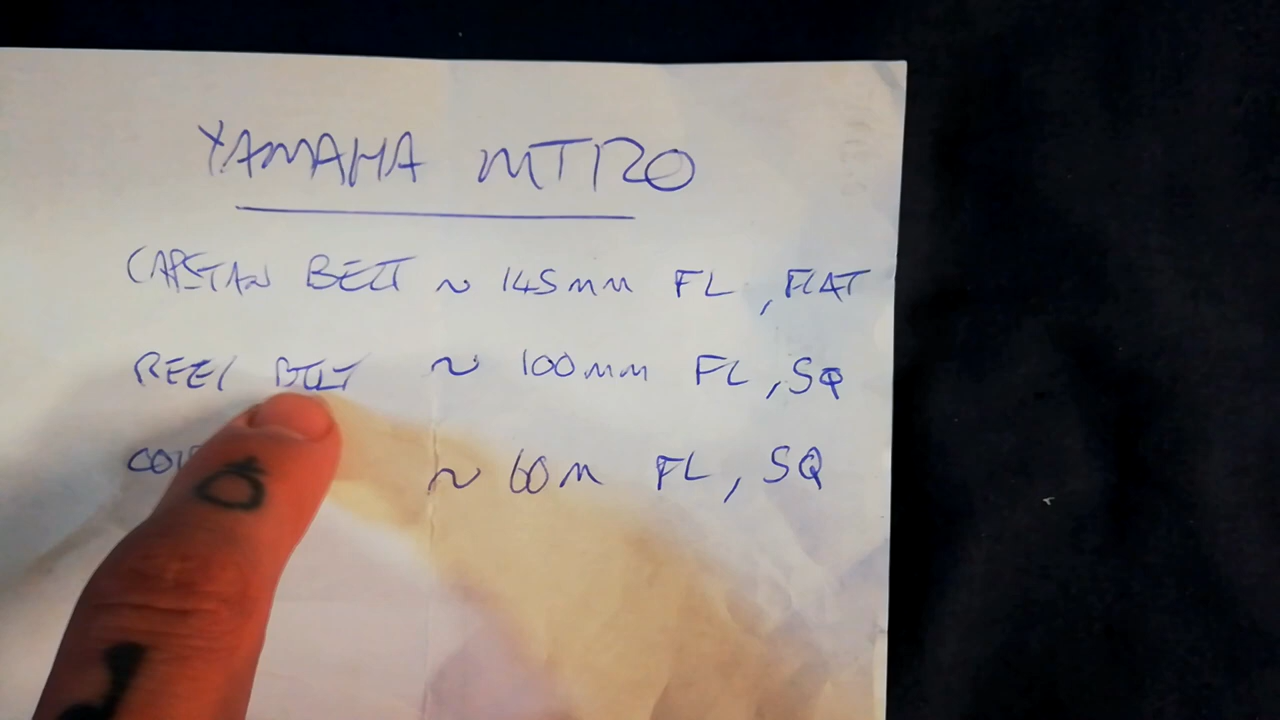 YAMAHA MT120
CAPSTAN BELT ~ 145mm FL, FLAT
REEL BELT ~ 100mm FL, SQ
~ 60m FL, SQ